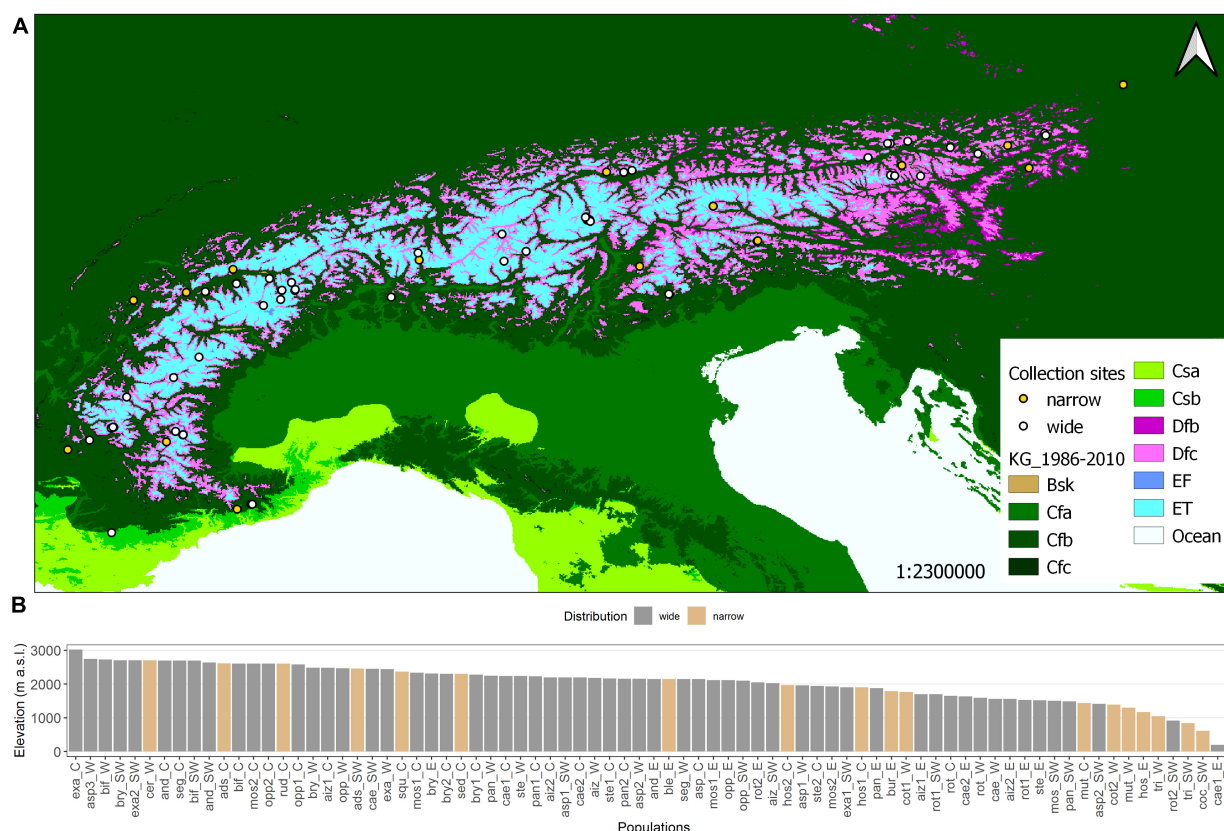 A
Collection sites
narrow
wide
KG_1986-2010
Bsk
Cfa
Cfb
Cfc
Csa
Csb
Dfb
Dfc
EF
ET
Ocean
1:2300000
B
Distribution wide narrow
Elevation (m a.s.l.)
3000
2000
1000
0
exa_C
asp3_W
bif_W
bry_SW
exa2_SW
cer_W
and_C
seg_C
bif_SW
and_SW
ads_C
bif_C
mos2_C
opp2_C
rud_C
opp1_C
bry_W
aiz1_C
opp_W
ads_SW
cae_SW
exa_W
squ_C
mos1_C
bry_E
bry2_C
sed_C
bry1_C
pan_W
cae1_C
ste_W
pan1_C
aiz2_C
asp1_SW
cae2_C
aiz_W
ste1_C
pan2_C
asp2_W
and_E
ble_E
seg_W
asp_C
mos1_E
asp_E
opp_SW
rot2_E
aiz_SW
hos2_C
asp1_W
ste2_C
mos2_E
exa1_SW
hos1_C
pan_E
bur_E
cot1_W
aiz1_E
rot1_SW
rot_C
cae2_E
rot_W
cae_W
aiz2_E
rot1_E
ste_E
mos_SW
pan_SW
mut_C
asp2_SW
cot2_W
mut_W
hos_E
tri_W
rot2_SW
tri_SW
coc_SW
cae1_E
Populations